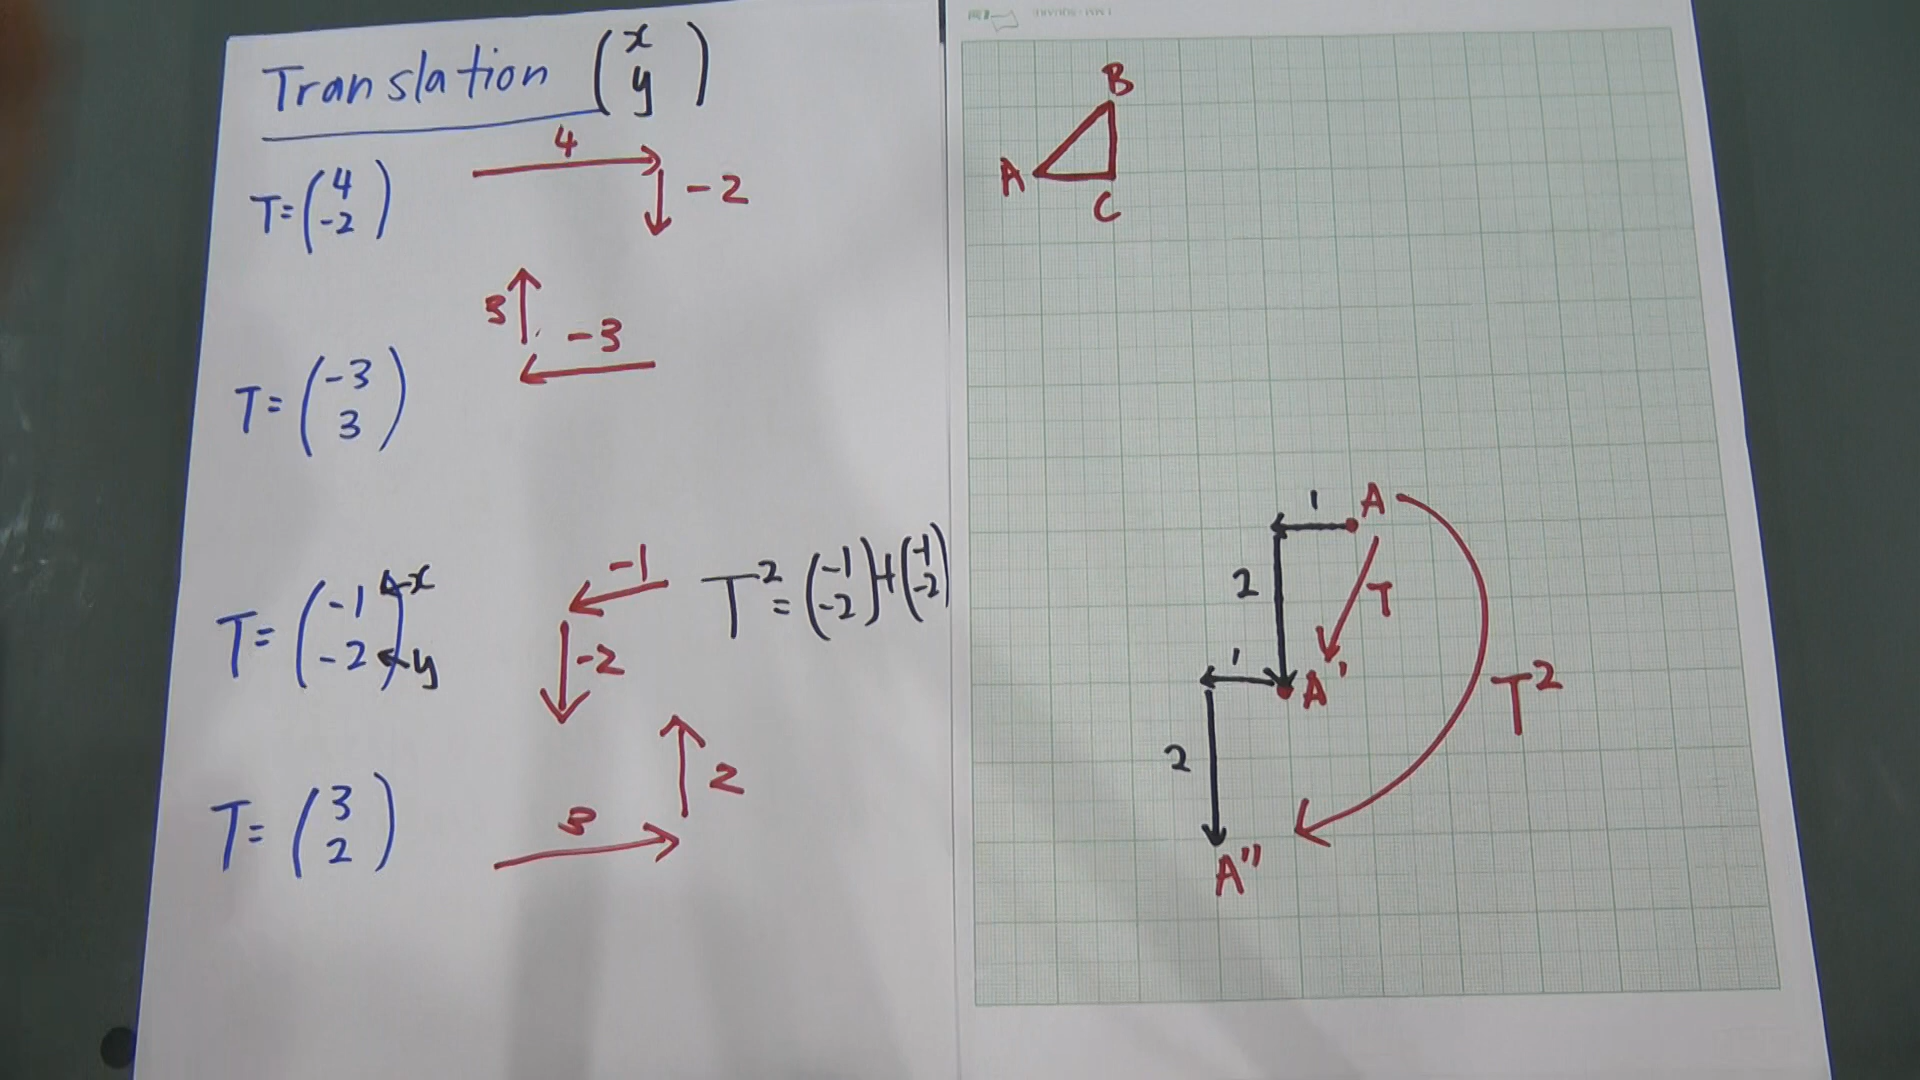 Translation (x y)
4
T = (4 -2)
-2
3
-3
T = (-3 3)
T = (-1 -2)
x
y
-1
-2
T² = (-1 -2) + (-1 -2)
T = (3 2)
3
2
B
A
C
1
A
2
T
1
A'
T²
2
A"